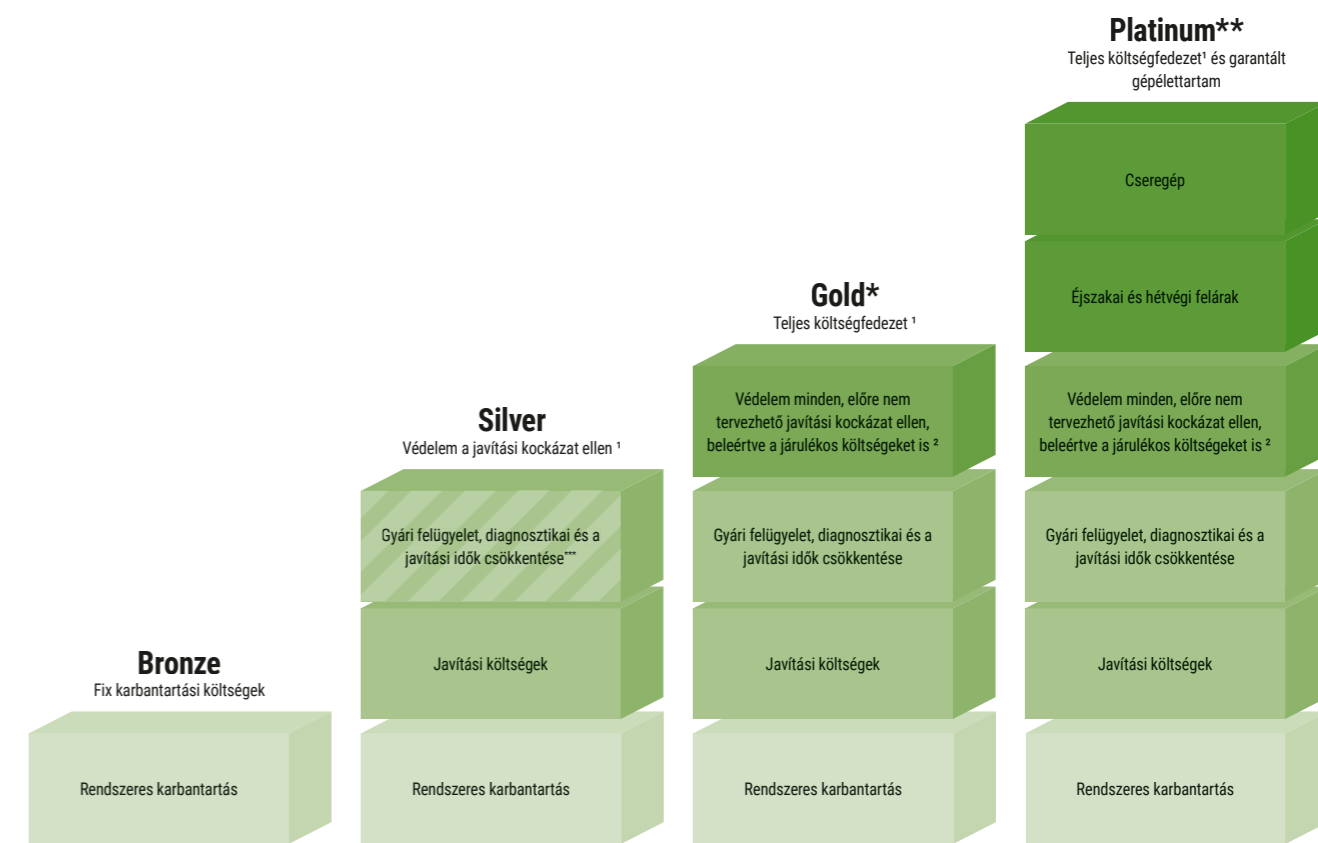 Platinum**
Teljes költségfedezet¹ és garantált
gépélettartam
Cseregép
Éjszakai és hétvégi felárak
Védelem minden, előre nem
tervezhető javítási kockázat ellen,
beleértve a járulékos költségeket is ²
Gyári felügyelet, diagnosztikai és a
javítási idők csökkentése
Javítási költségek
Rendszeres karbantartás
Gold*
Teljes költségfedezet ¹
Védelem minden, előre nem
tervezhető javítási kockázat ellen,
beleértve a járulékos költségeket is ²
Gyári felügyelet, diagnosztikai és a
javítási idők csökkentése
Javítási költségek
Rendszeres karbantartás
Silver
Védelem a javítási kockázat ellen ¹
Gyári felügyelet, diagnosztikai és a
javítási idők csökkentése***
Javítási költségek
Rendszeres karbantartás
Bronze
Fix karbantartási költségek
Rendszeres karbantartás